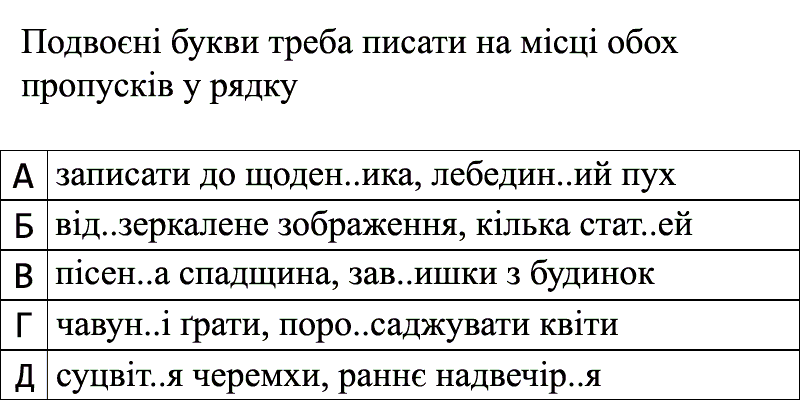 Подвоєні букви треба писати на місці обох
пропусків у рядку
А записати до щоден..ика, лебедин..ий пух
Б від..зеркалене зображення, кілька стат..ей
В пісен..а спадщина, зав..ишки з будинок
Г чавун..і ґрати, поро..саджувати квіти
Д суцвіт..я черемхи, раннє надвечір..я